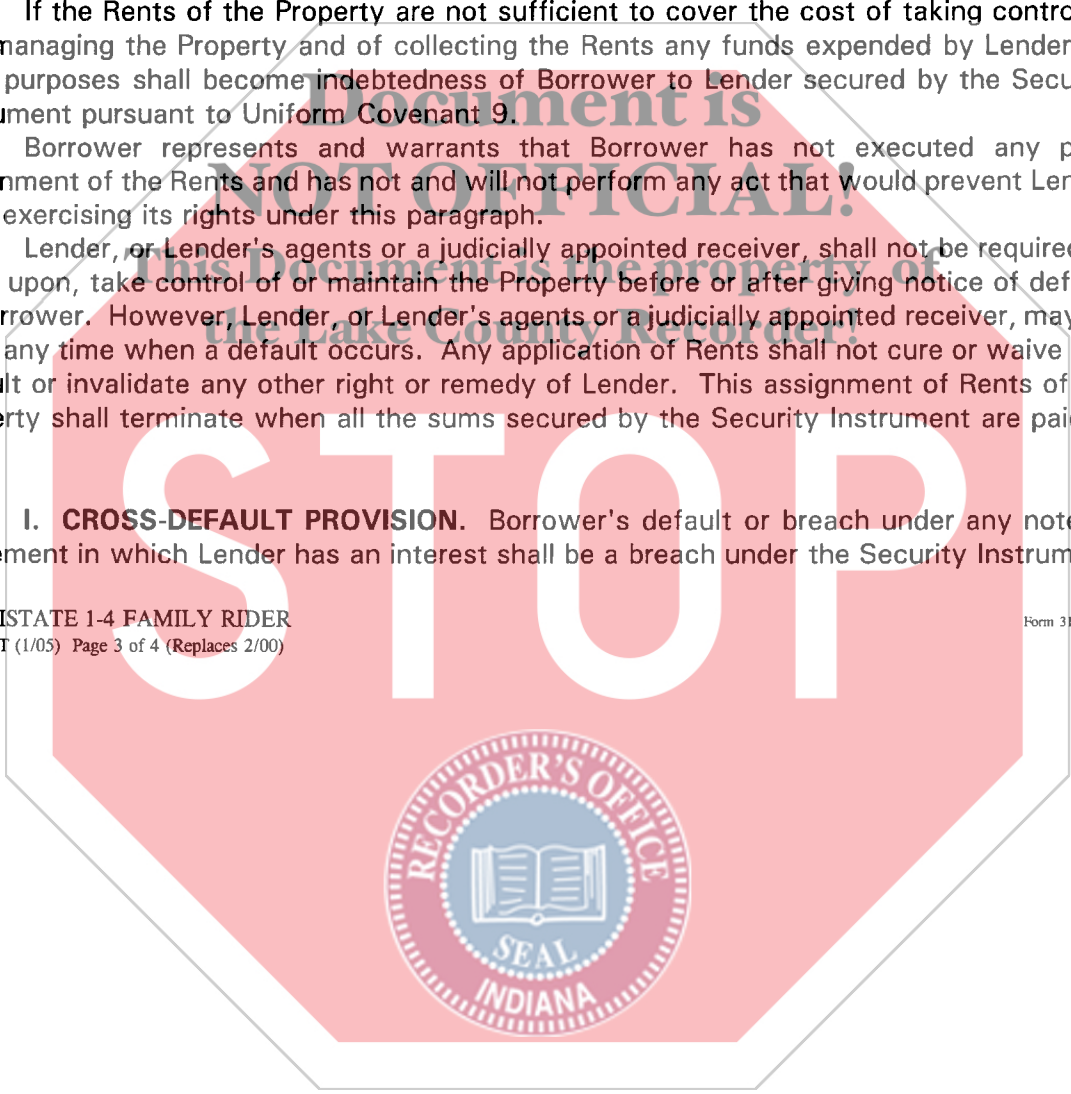 If the Rents of the Property are not sufficient to cover the cost of taking contro
managing the Property and of collecting the Rents any funds expended by Lender
purposes shall become indebtedness of Borrower to Lender secured by the Secu
ument pursuant to Uniform Covenant 9.
Borrower represents and warrants that Borrower has not executed any p
nment of the Rents and has not and will not perform any act that would prevent Len
exercising its rights under this paragraph.
Lender, or Lender's agents or a judicially appointed receiver, shall not be required
upon, take control of or maintain the Property before or after giving notice of def
rrower. However, Lender, or Lender's agents or a judicially appointed receiver, may
any time when a default occurs. Any application of Rents shall not cure or waive
ult or invalidate any other right or remedy of Lender. This assignment of Rents of
erty shall terminate when all the sums secured by the Security Instrument are paid
I. CROSS-DEFAULT PROVISION. Borrower's default or breach under any note
ement in which Lender has an interest shall be a breach under the Security Instrum
ISTATE 1-4 FAMILY RIDER
Form 31
T (1/05) Page 3 of 4 (Replaces 2/00)
Document is
NOT OFFICIAL!
This Document is the property of
the Lake County Recorder!
STOP
RECORDER'S OFFICE
SEAL
INDIANA